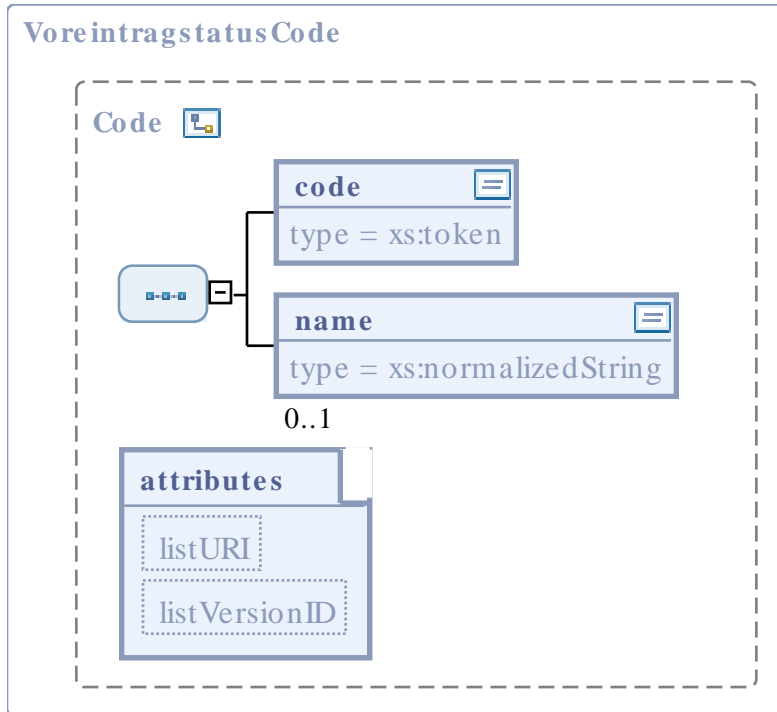 VoreintragstatusCode
Code
code
type = xs:token
name
type = xs:normalizedString
0..1
attributes
listURI
listVersionID